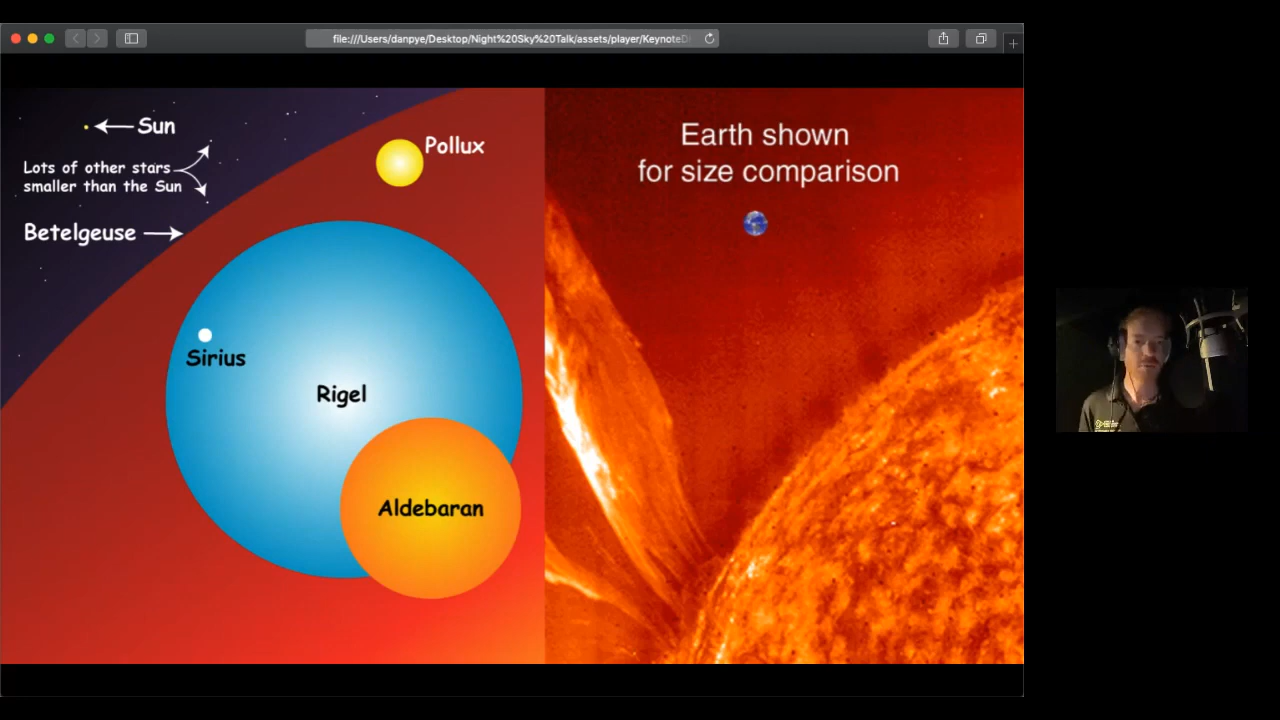 file:///Users/danpye/Desktop/Night%20Sky%20Talk/assets/player/Keynote
Sun
Lots of other stars
smaller than the Sun
Betelgeuse
Pollux
Sirius
Rigel
Aldebaran
Earth shown
for size comparison